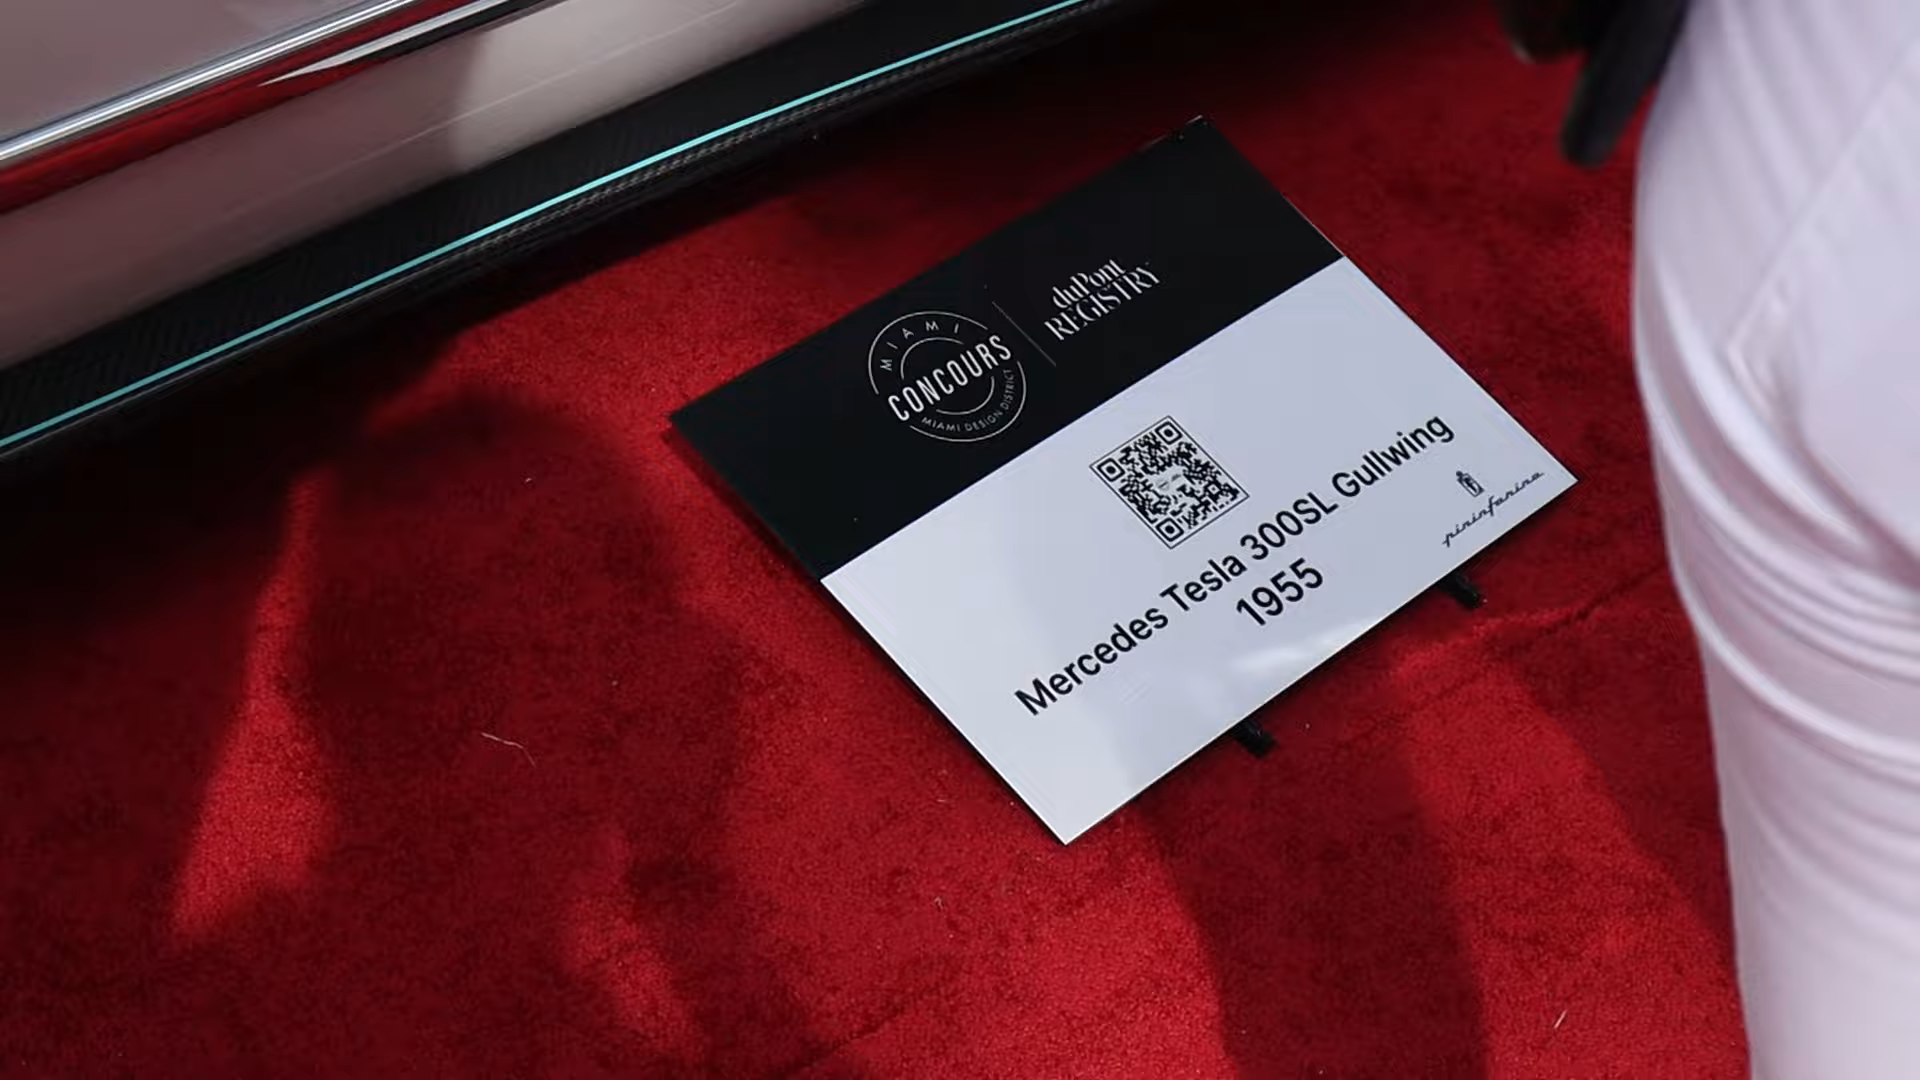 MIAMI
CONCOURS
MIAMI DESIGN DISTRICT
duPont
REGISTRY
Mercedes Tesla 300SL Gullwing
1955
pininfarina